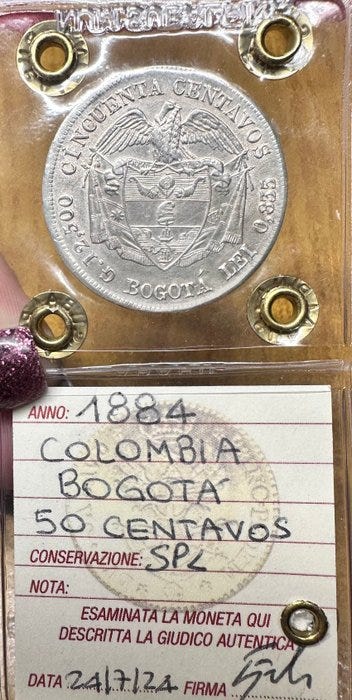 CINCUENTA CENTAVOS
G. 12,500 BOGOTÁ LEI 0,835
ANNO: 1884
COLOMBIA
BOGOTÁ
50 CENTAVOS
CONSERVAZIONE: SPL
NOTA:
ESAMINATA LA MONETA QUI
DESCRITTA LA GIUDICO AUTENTICA
DATA 24/7/24 FIRMA